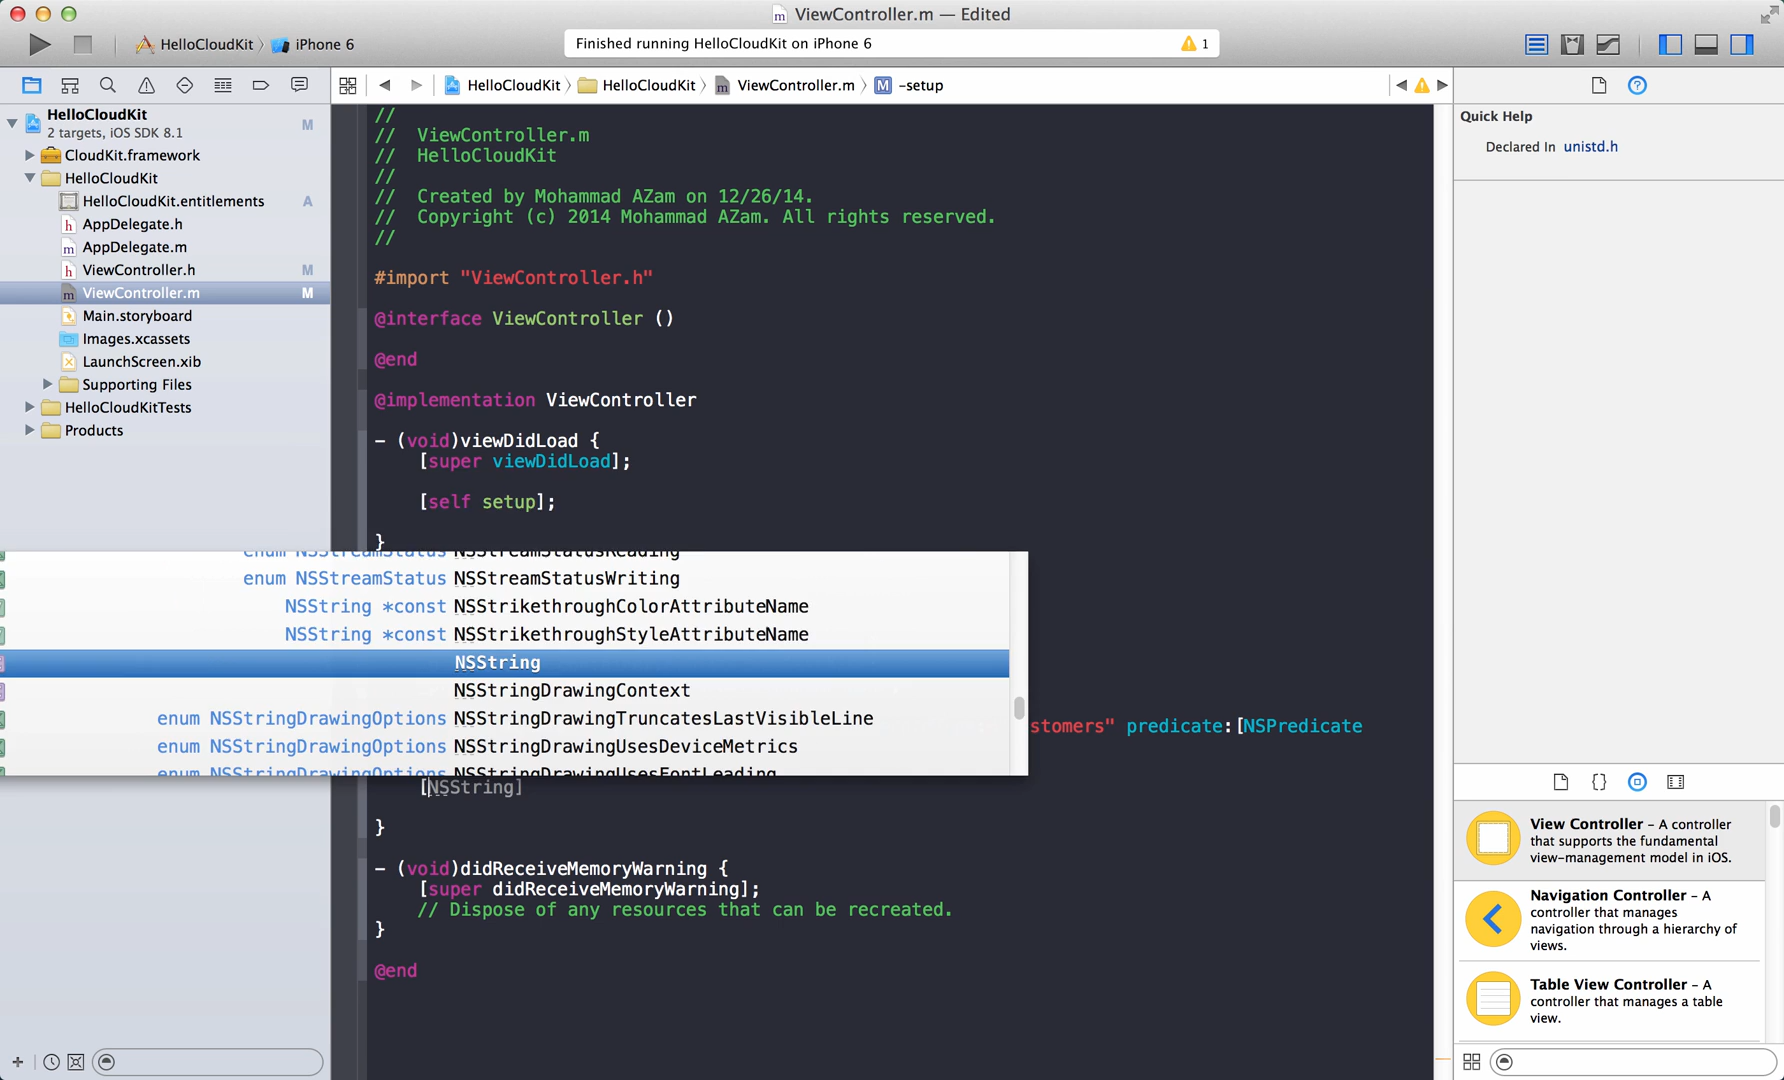 ViewController.m — Edited
HelloCloudKit
iPhone 6
Finished running HelloCloudKit on iPhone 6
1
HelloCloudKit
HelloCloudKit
ViewController.m
M
-setup
HelloCloudKit
2 targets, iOS SDK 8.1
M
CloudKit.framework
HelloCloudKit
HelloCloudKit.entitlements
A
AppDelegate.h
AppDelegate.m
ViewController.h
M
ViewController.m
M
Main.storyboard
Images.xcassets
LaunchScreen.xib
Supporting Files
HelloCloudKitTests
Products
//
//  ViewController.m
//  HelloCloudKit
//
//  Created by Mohammad AZam on 12/26/14.
//  Copyright (c) 2014 Mohammad AZam. All rights reserved.
//
#import "ViewController.h"
@interface ViewController ()
@end
@implementation ViewController
- (void)viewDidLoad {
[super viewDidLoad];
[self setup];
}
enum NSStreamStatus NSStreamStatusReading
enum NSStreamStatus NSStreamStatusWriting
NSString *const NSStrikethroughColorAttributeName
NSString *const NSStrikethroughStyleAttributeName
NSString
NSStringDrawingContext
enum NSStringDrawingOptions NSStringDrawingTruncatesLastVisibleLine
enum NSStringDrawingOptions NSStringDrawingUsesDeviceMetrics
enum NSStringDrawingOptions NSStringDrawingUsesFontLeading
stomers" predicate:[NSPredicate
[NSString]
}
- (void)didReceiveMemoryWarning {
[super didReceiveMemoryWarning];
// Dispose of any resources that can be recreated.
}
@end
Quick Help
Declared In unistd.h
View Controller - A controller
that supports the fundamental
view-management model in iOS.
Navigation Controller - A
controller that manages
navigation through a hierarchy of
views.
Table View Controller - A
controller that manages a table
view.